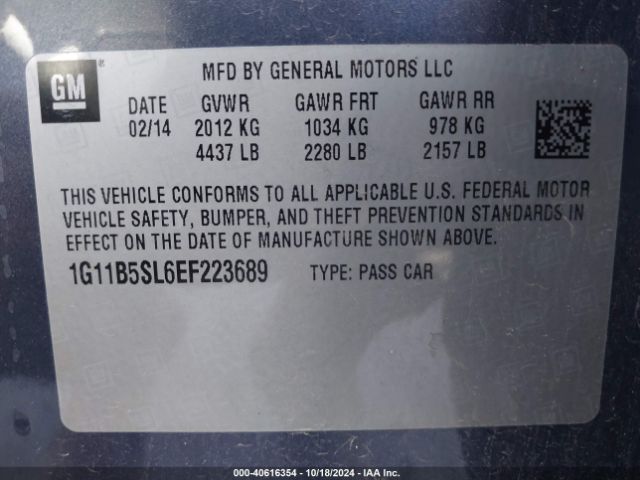 GM
MFD BY GENERAL MOTORS LLC
DATE GVWR GAWR FRT GAWR RR
02/14 2012 KG 1034 KG 978 KG
4437 LB 2280 LB 2157 LB
THIS VEHICLE CONFORMS TO ALL APPLICABLE U.S. FEDERAL MOTOR
VEHICLE SAFETY, BUMPER, AND THEFT PREVENTION STANDARDS IN
EFFECT ON THE DATE OF MANUFACTURE SHOWN ABOVE.
1G11B5SL6EF223689 TYPE: PASS CAR
000-40616354 | 10/18/2024 | IAA Inc.